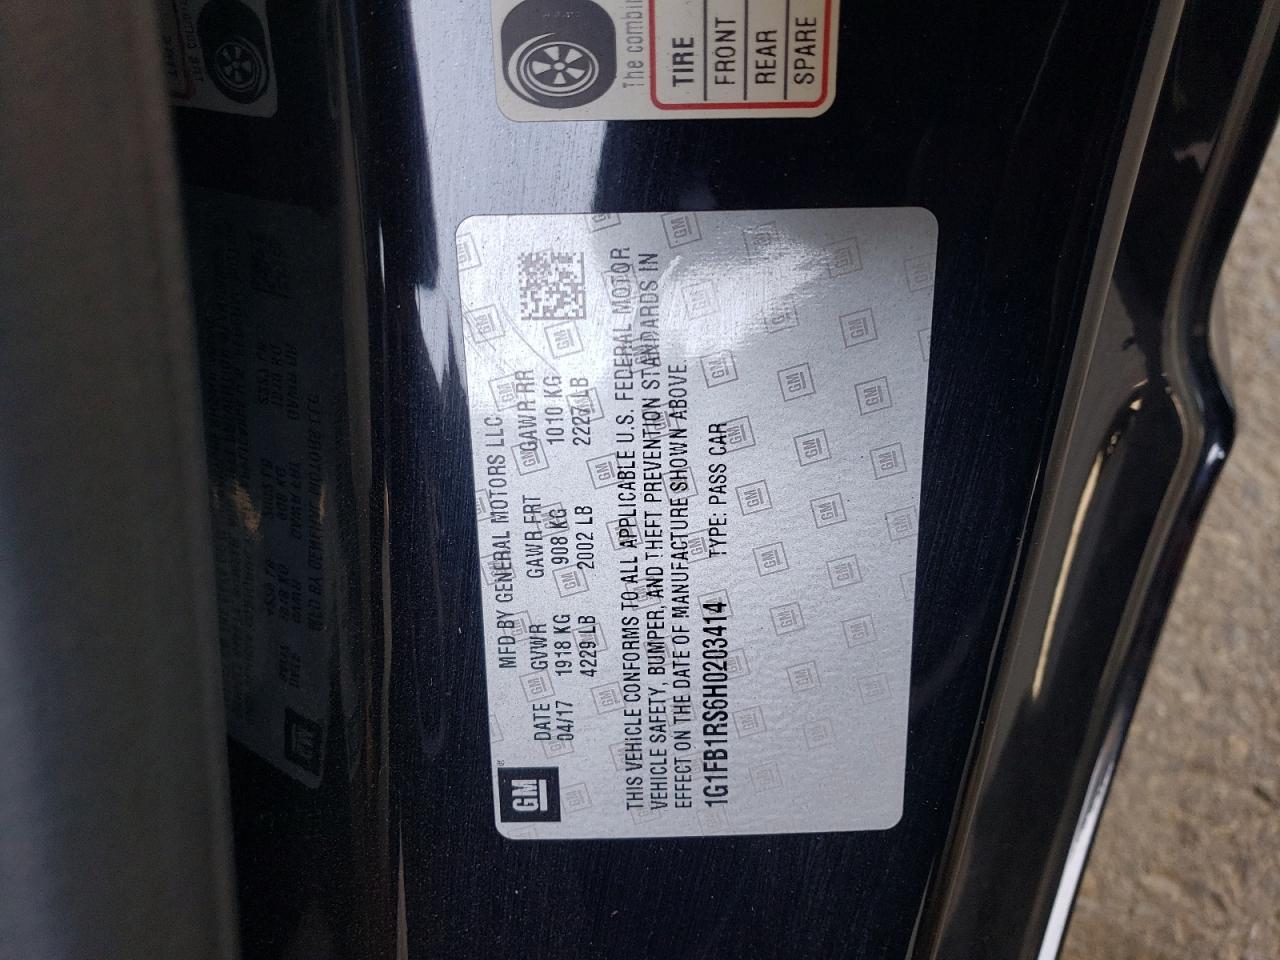 The combin
TIRE
FRONT
REAR
SPARE
GM
MFD BY GENERAL MOTORS LLC
DATE GVWR GAWR FRT GAWR RR
04/17 1918 KG 908 KG 1010 KG
4229 LB 2002 LB 2227 LB
THIS VEHICLE CONFORMS TO ALL APPLICABLE U.S. FEDERAL MOTOR
VEHICLE SAFETY, BUMPER, AND THEFT PREVENTION STANDARDS IN
EFFECT ON THE DATE OF MANUFACTURE SHOWN ABOVE.
1G1FB1RS6H0203414 TYPE: PASS CAR